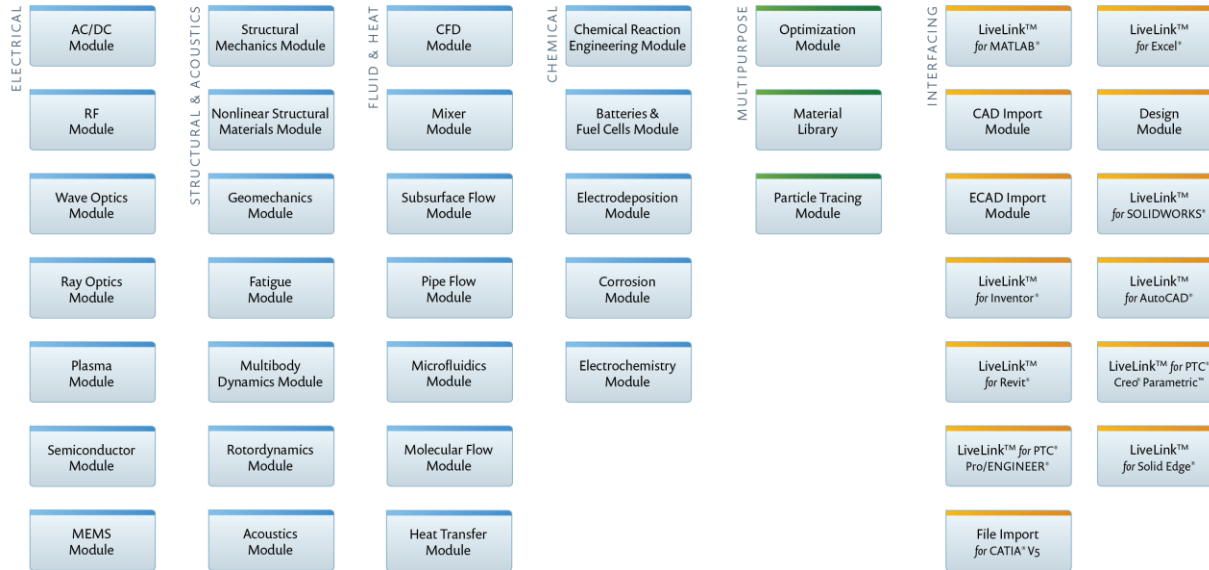 ELECTRICAL
AC/DC
Module
RF
Module
Wave Optics
Module
Ray Optics
Module
Plasma
Module
Semiconductor
Module
MEMS
Module
STRUCTURAL & ACOUSTICS
Structural
Mechanics Module
Nonlinear Structural
Materials Module
Geomechanics
Module
Fatigue
Module
Multibody
Dynamics Module
Rotordynamics
Module
Acoustics
Module
FLUID & HEAT
CFD
Module
Mixer
Module
Subsurface Flow
Module
Pipe Flow
Module
Microfluidics
Module
Molecular Flow
Module
Heat Transfer
Module
CHEMICAL
Chemical Reaction
Engineering Module
Batteries &
Fuel Cells Module
Electrodeposition
Module
Corrosion
Module
Electrochemistry
Module
MULTIPURPOSE
Optimization
Module
Material
Library
Particle Tracing
Module
INTERFACING
LiveLink™
for MATLAB®
CAD Import
Module
ECAD Import
Module
LiveLink™
for Inventor®
LiveLink™
for Revit®
LiveLink™ for PTC®
Pro/ENGINEER®
File Import
for CATIA® V5
LiveLink™
for Excel®
Design
Module
LiveLink™
for SOLIDWORKS®
LiveLink™
for AutoCAD®
LiveLink™ for PTC®
Creo® Parametric™
LiveLink™
for Solid Edge®